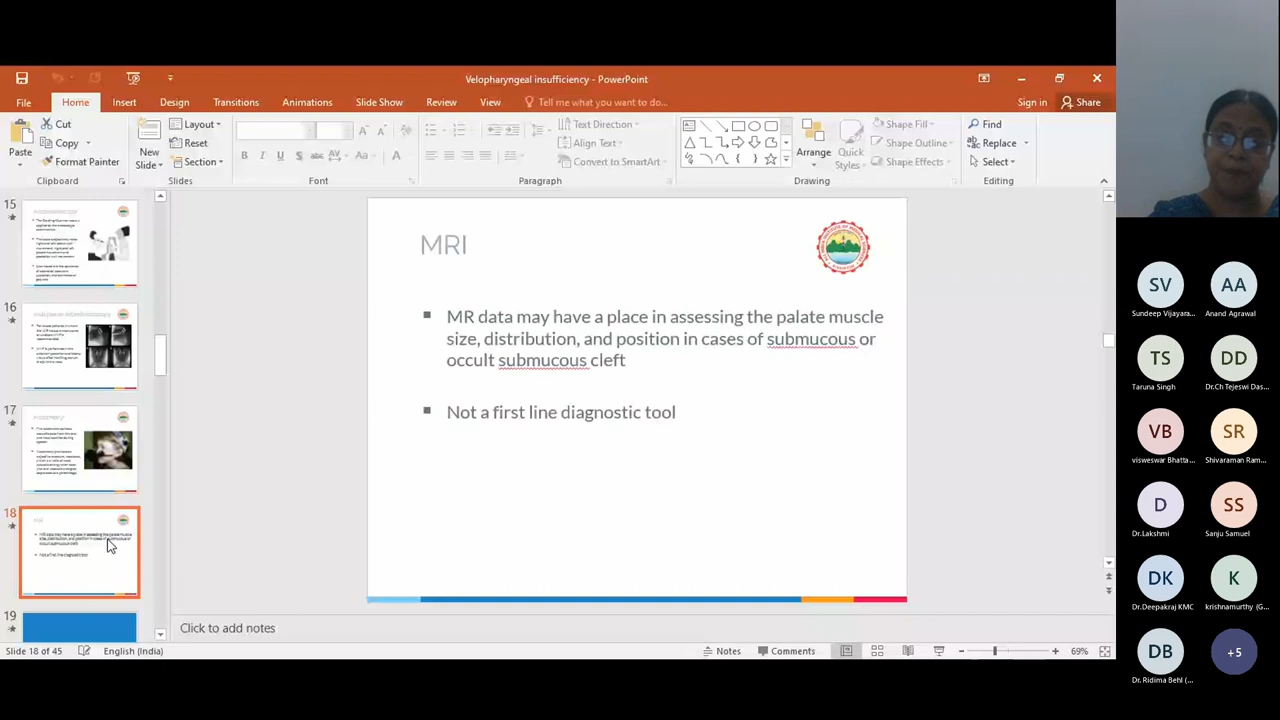 Velopharyngeal insufficiency - PowerPoint
File Home Insert Design Transitions Animations Slide Show Review View Tell me what you want to do... Sign in Share
Cut
Copy
Format Painter
Paste
Clipboard
New Slide
Layout
Reset
Section
Slides
B I U S abc AV Aa A
Font
Text Direction
Align Text
Convert to SmartArt
Paragraph
Arrange
Quick Styles
Shape Fill
Shape Outline
Shape Effects
Drawing
Find
Replace
Select
Editing
15
16
17
18
19
MRI
MR data may have a place in assessing the palate muscle
size, distribution, and position in cases of submucous or
occult submucous cleft
Not a first line diagnostic tool
Click to add notes
Slide 18 of 45 English (India) Notes Comments 69%
SV
Sundeep Vijayara...
AA
Anand Agrawal
TS
Taruna Singh
DD
Dr.Ch Tejeswi Das...
VB
visweswar Bhatta...
SR
Shivaraman Ram...
D
Dr.Lakshmi
SS
Sanju Samuel
DK
Dr.Deepakraj KMC
K
krishnamurthy (G...
DB
Dr. Ridima Behl (...
+5